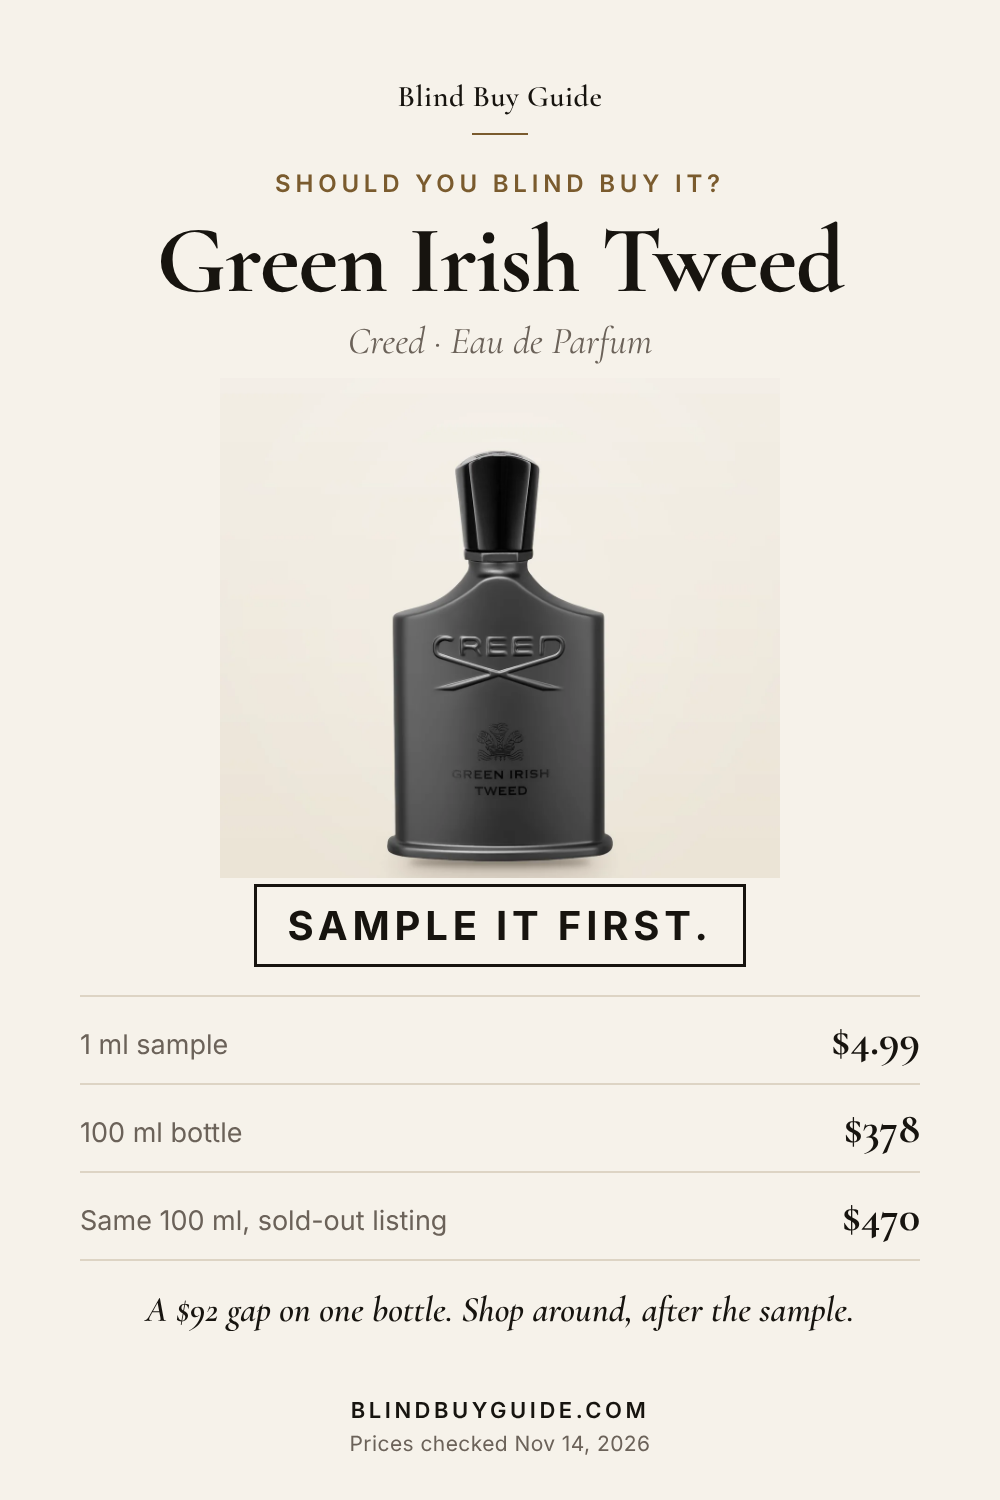 Blind Buy Guide
SHOULD YOU BLIND BUY IT?
Green Irish Tweed
Creed · Eau de Parfum
CREED
GREEN IRISH
TWEED
SAMPLE IT FIRST.
1 ml sample $4.99
100 ml bottle $378
Same 100 ml, sold-out listing $470
A $92 gap on one bottle. Shop around, after the sample.
BLINDBUYGUIDE.COM
Prices checked Nov 14, 2026